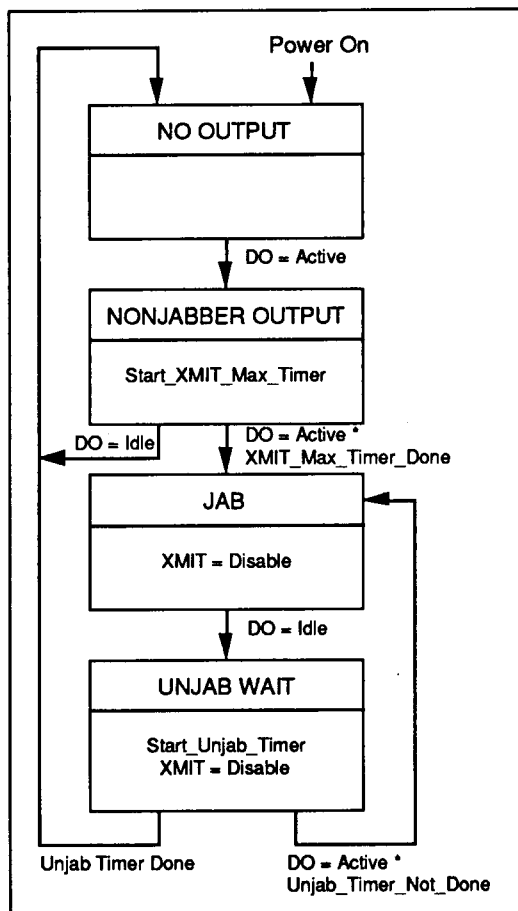 Power On
NO OUTPUT
DO = Active
NONJABBER OUTPUT
Start_XMIT_Max_Timer
DO = Idle
DO = Active *
XMIT_Max_Timer_Done
JAB
XMIT = Disable
DO = Idle
UNJAB WAIT
Start_Unjab_Timer
XMIT = Disable
Unjab Timer Done
DO = Active *
Unjab_Timer_Not_Done